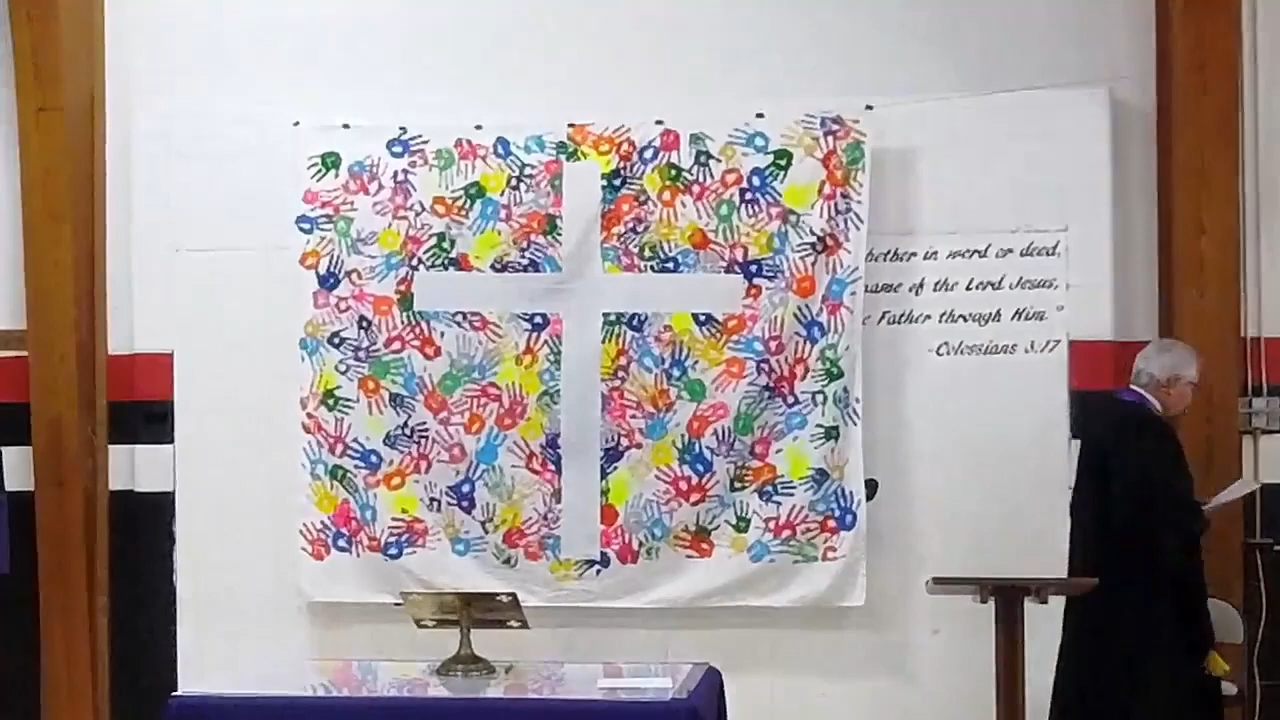 hether in word or deed,
name of the Lord Jesus,
e Father through Him."
-Colossians 3:17